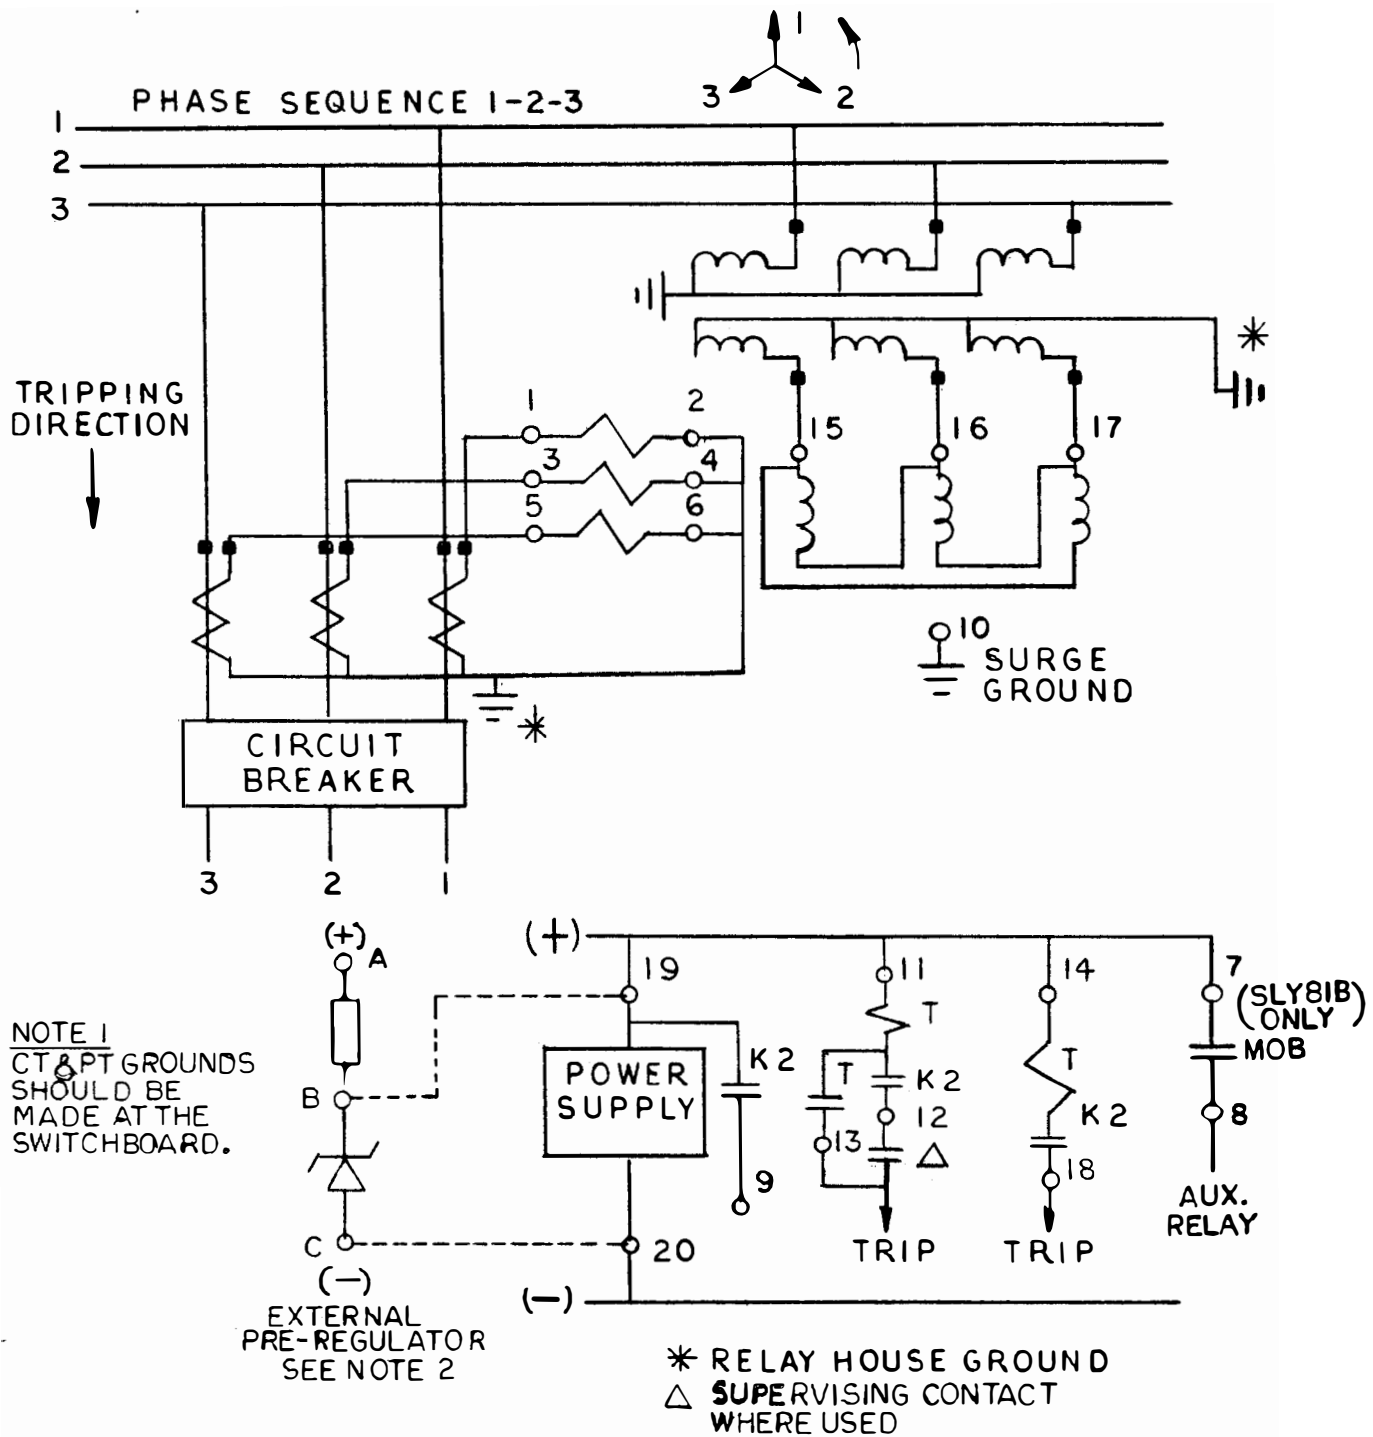 1
3 2
PHASE SEQUENCE 1-2-3
1
2
3
TRIPPING
DIRECTION
1 2
3 4
5 6
15 16 17
10
SURGE
GROUND
CIRCUIT
BREAKER
3 2 1
(+)
A
B
C
(-)
EXTERNAL
PRE-REGULATOR
SEE NOTE 2
NOTE 1
CT & PT GROUNDS
SHOULD BE
MADE AT THE
SWITCHBOARD.
(+)
19
POWER
SUPPLY
K2
9
20
(-)
11
T
T
K2
12
13
TRIP
14
T
K2
18
TRIP
7
(SLY81B)
ONLY
MOB
8
AUX.
RELAY
* RELAY HOUSE GROUND
△ SUPERVISING CONTACT
WHERE USED